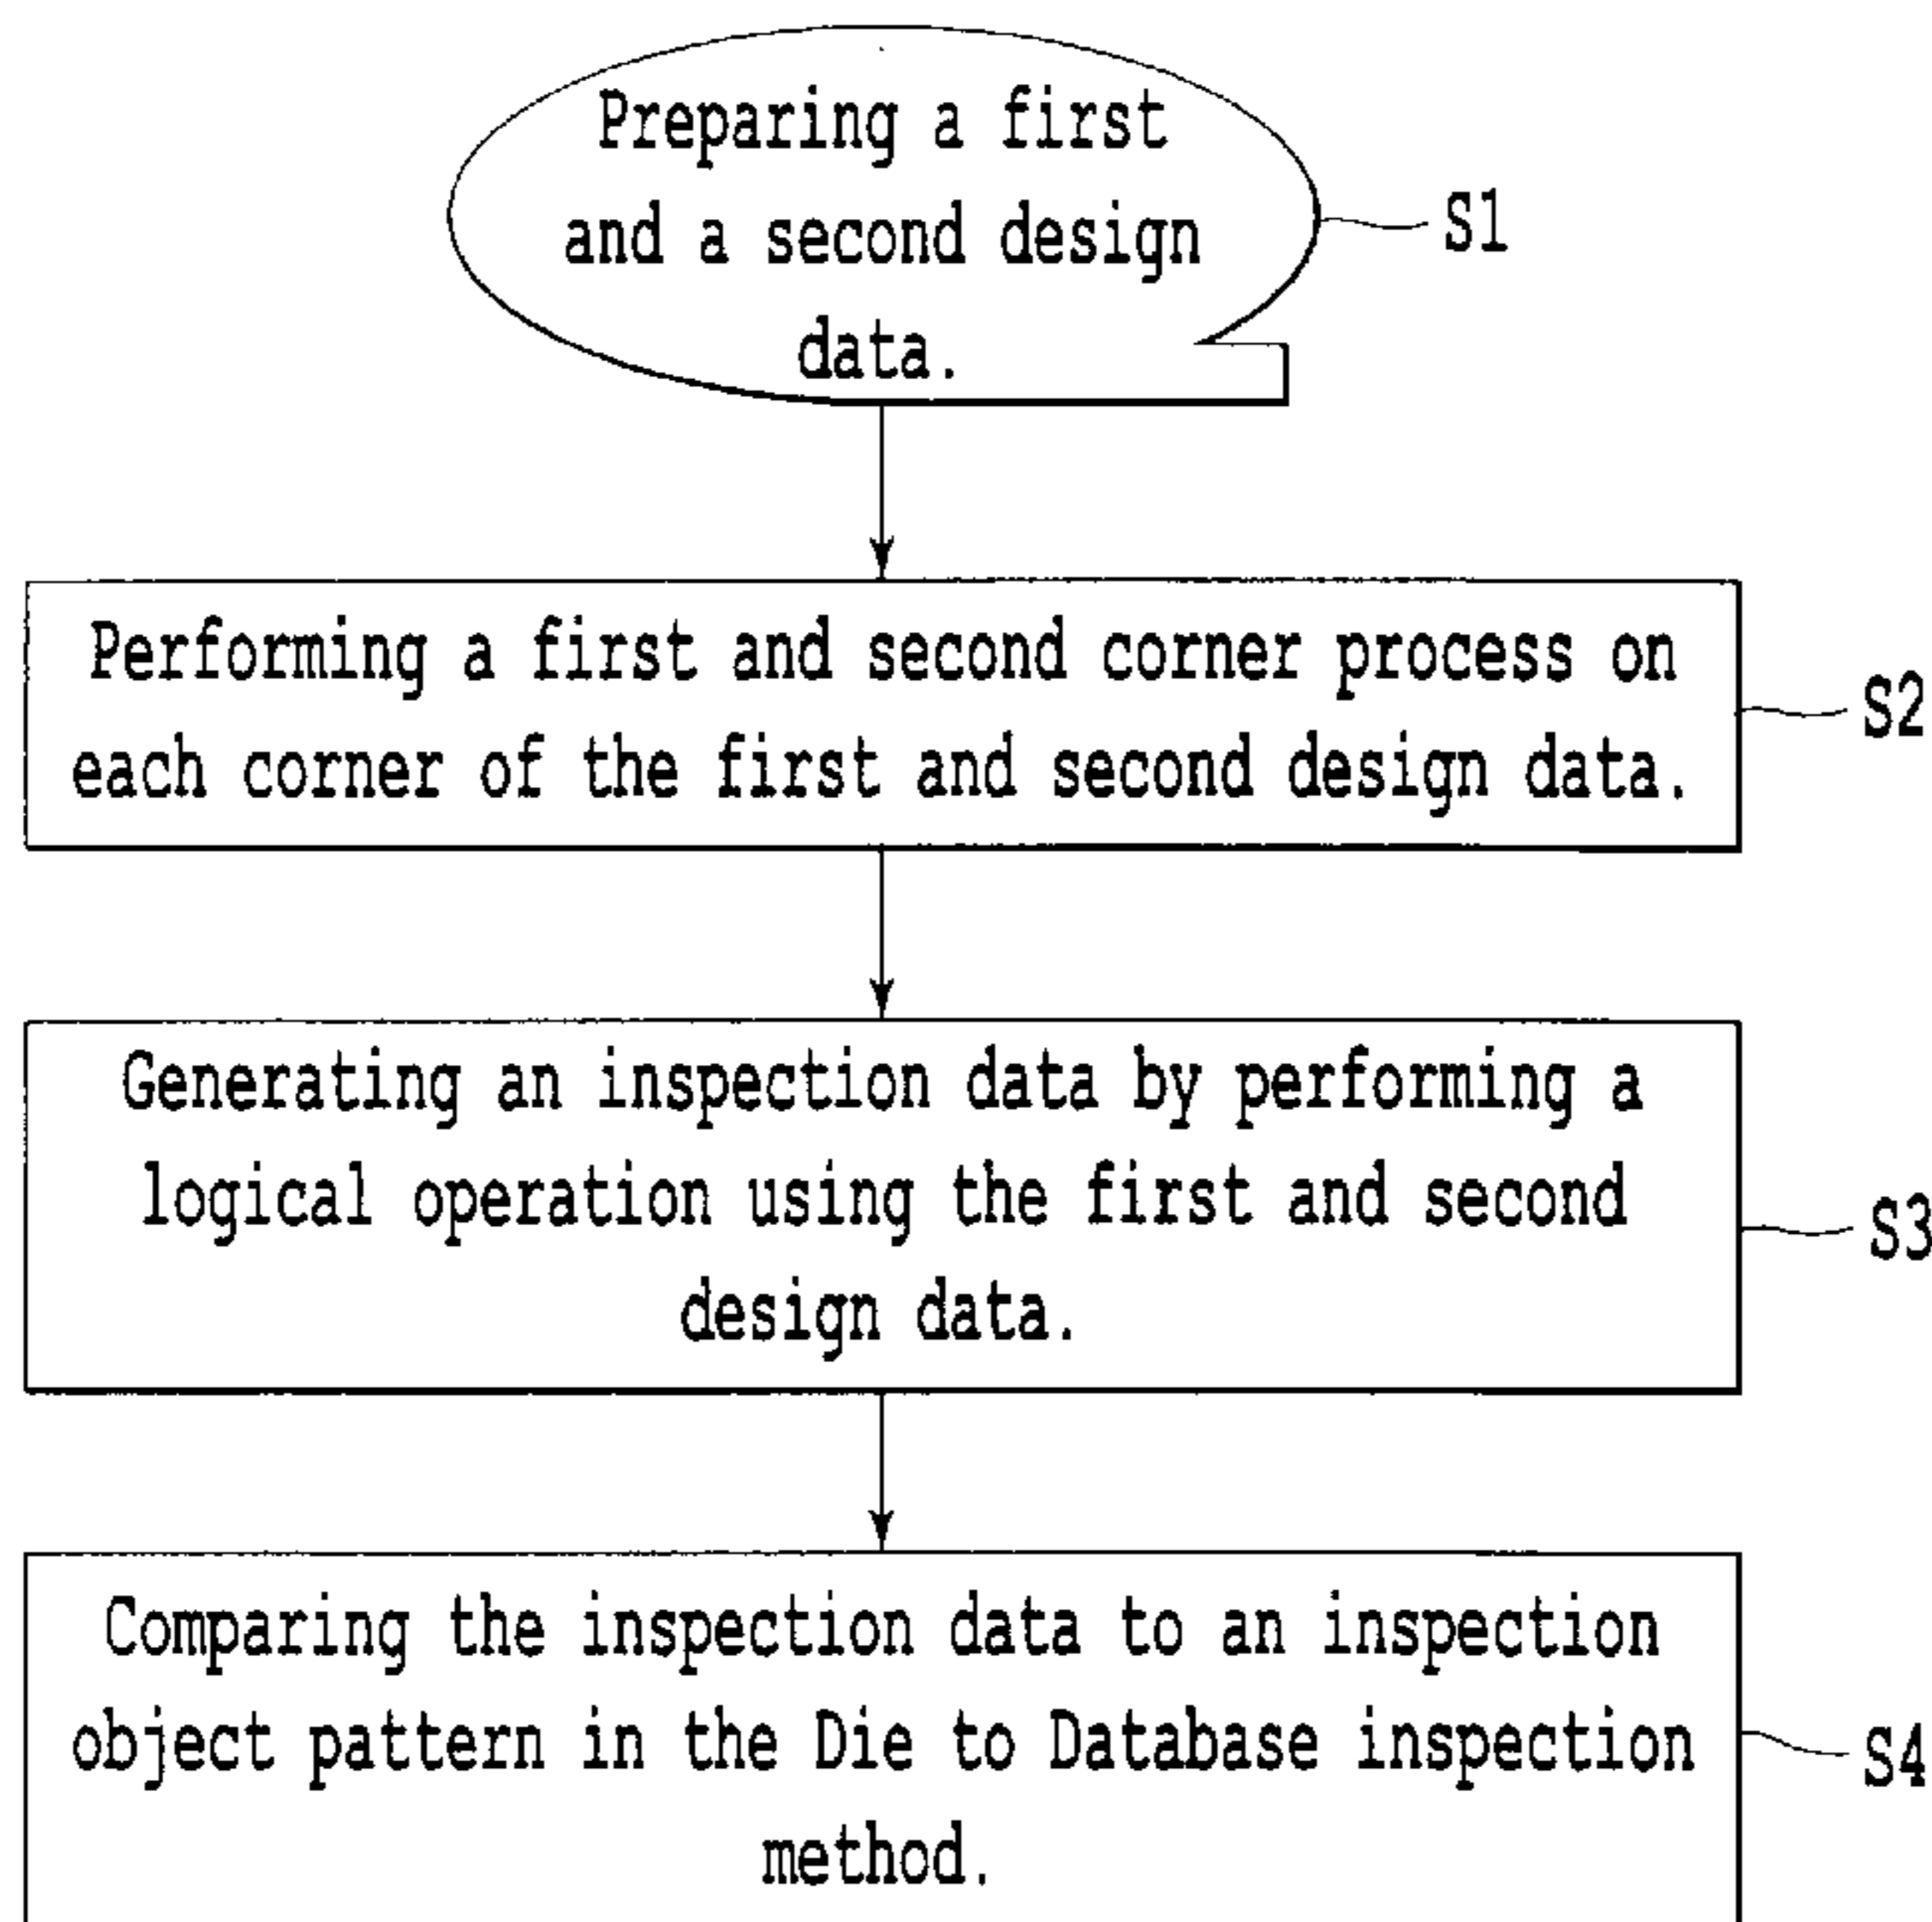 Preparing a first
and a second design
data.
S1
Performing a first and second corner process on
each corner of the first and second design data.
S2
Generating an inspection data by performing a
logical operation using the first and second
design data.
S3
Comparing the inspection data to an inspection
object pattern in the Die to Database inspection
method.
S4